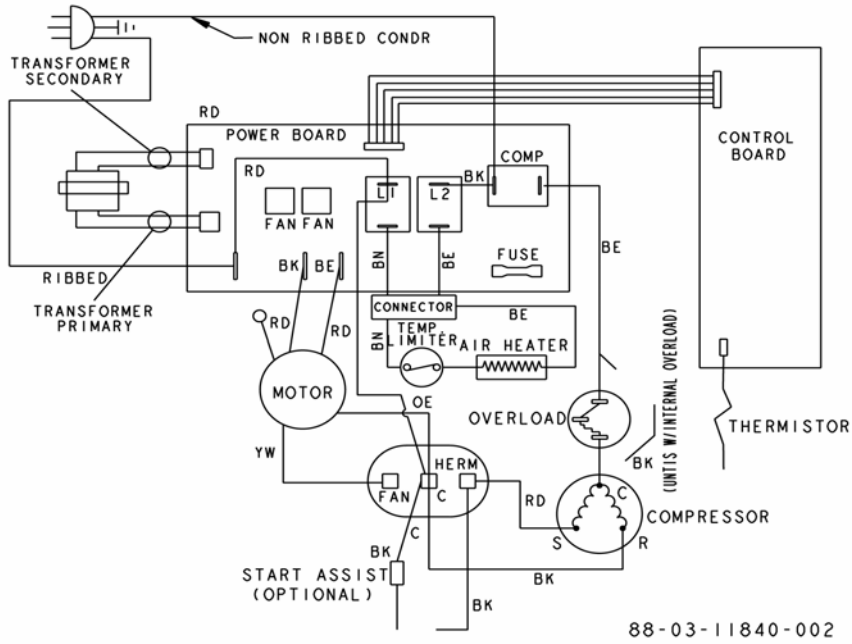 NON RIBBED CONDR
TRANSFORMER
SECONDARY
RD
POWER BOARD
COMP
CONTROL
BOARD
RD
BK
L1
L2
FAN
FAN
BN
BE
FUSE
BE
BK
BE
RIBBED
TRANSFORMER
PRIMARY
CONNECTOR
BE
RD
RD
BN
TEMP
LIMITER
AIR HEATER
MOTOR
OE
OVERLOAD
(UNTIS W/INTERNAL OVERLOAD)
THERMISTOR
YW
BK
HERM
FAN
C
RD
C
COMPRESSOR
S
R
C
BK
START ASSIST
(OPTIONAL)
BK
BK
88-03-11840-002